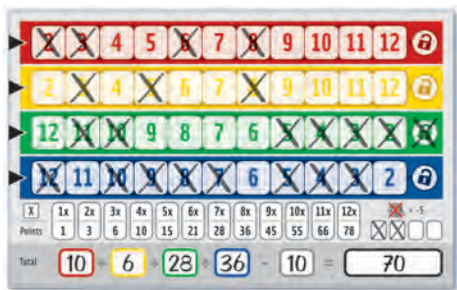 2 3 4 5 6 7 8 9 10 11 12
2 3 4 5 6 7 8 9 10 11 12
12 11 10 9 8 7 6 5 4 3 2
12 11 10 9 8 7 6 5 4 3 2
X 1x 2x 3x 4x 5x 6x 7x 8x 9x 10x 11x 12x X = -5
Points 1 3 6 10 15 21 28 36 45 55 66 78
Total 10 + 6 + 28 + 36 - 10 = 70